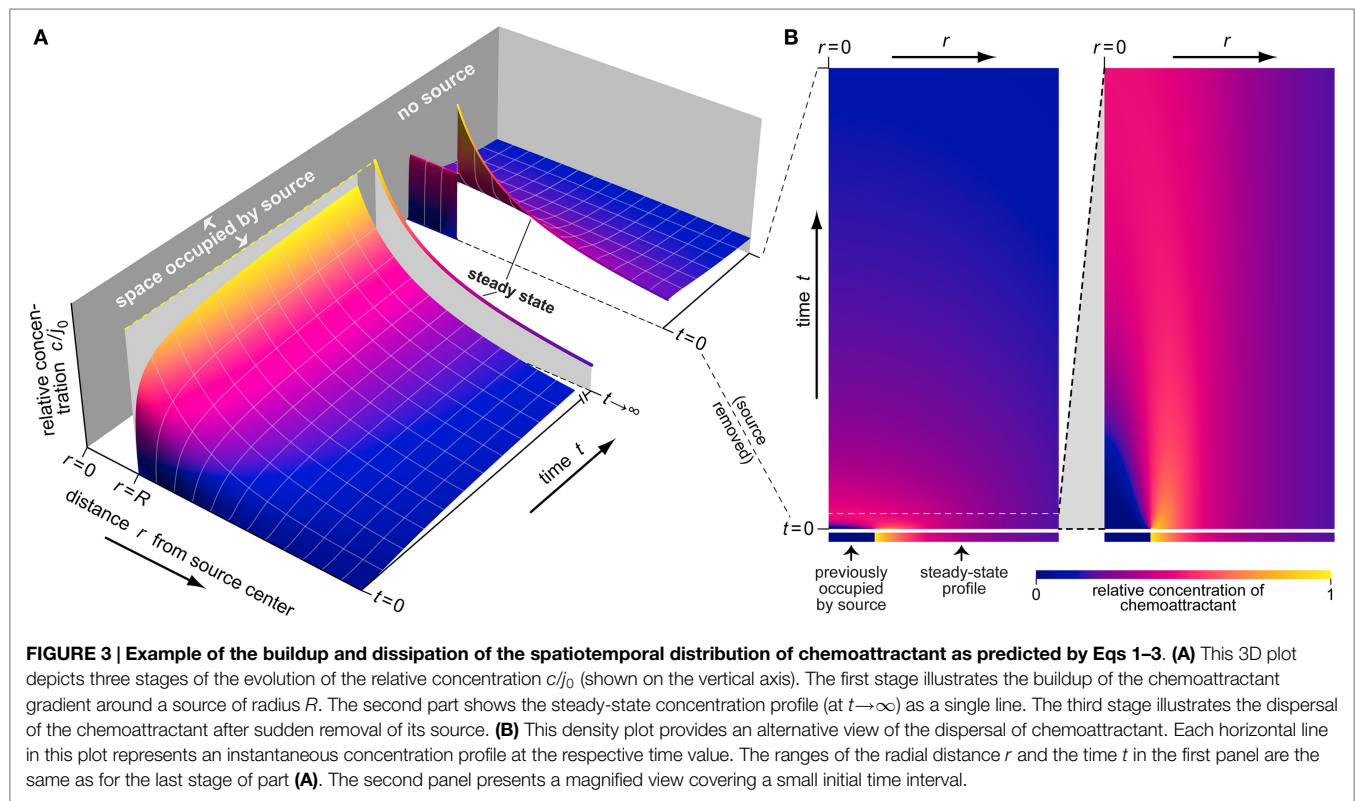 A
relative concen-
tration c/j0
space occupied by source
no source
steady state
r=0
r=R
distance r from source center
t=0
time t
t→∞
t=0
(source
removed)
B
r=0
r
r=0
r
time t
t=0
previously
occupied
by source
steady-state
profile
relative concentration of
chemoattractant
0
1
FIGURE 3 | Example of the buildup and dissipation of the spatiotemporal distribution of chemoattractant as predicted by Eqs 1–3. (A) This 3D plot
depicts three stages of the evolution of the relative concentration c/j0 (shown on the vertical axis). The first stage illustrates the buildup of the chemoattractant
gradient around a source of radius R. The second part shows the steady-state concentration profile (at t→∞) as a single line. The third stage illustrates the dispersal
of the chemoattractant after sudden removal of its source. (B) This density plot provides an alternative view of the dispersal of chemoattractant. Each horizontal line
in this plot represents an instantaneous concentration profile at the respective time value. The ranges of the radial distance r and the time t in the first panel are the
same as for the last stage of part (A). The second panel presents a magnified view covering a small initial time interval.